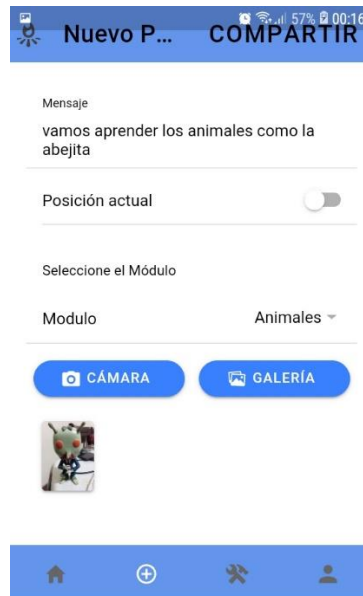 57% 00:16
Nuevo P... COMPARTIR
Mensaje
vamos aprender los animales como la
abejita
Posición actual
Seleccione el Módulo
Modulo Animales
CÁMARA GALERÍA